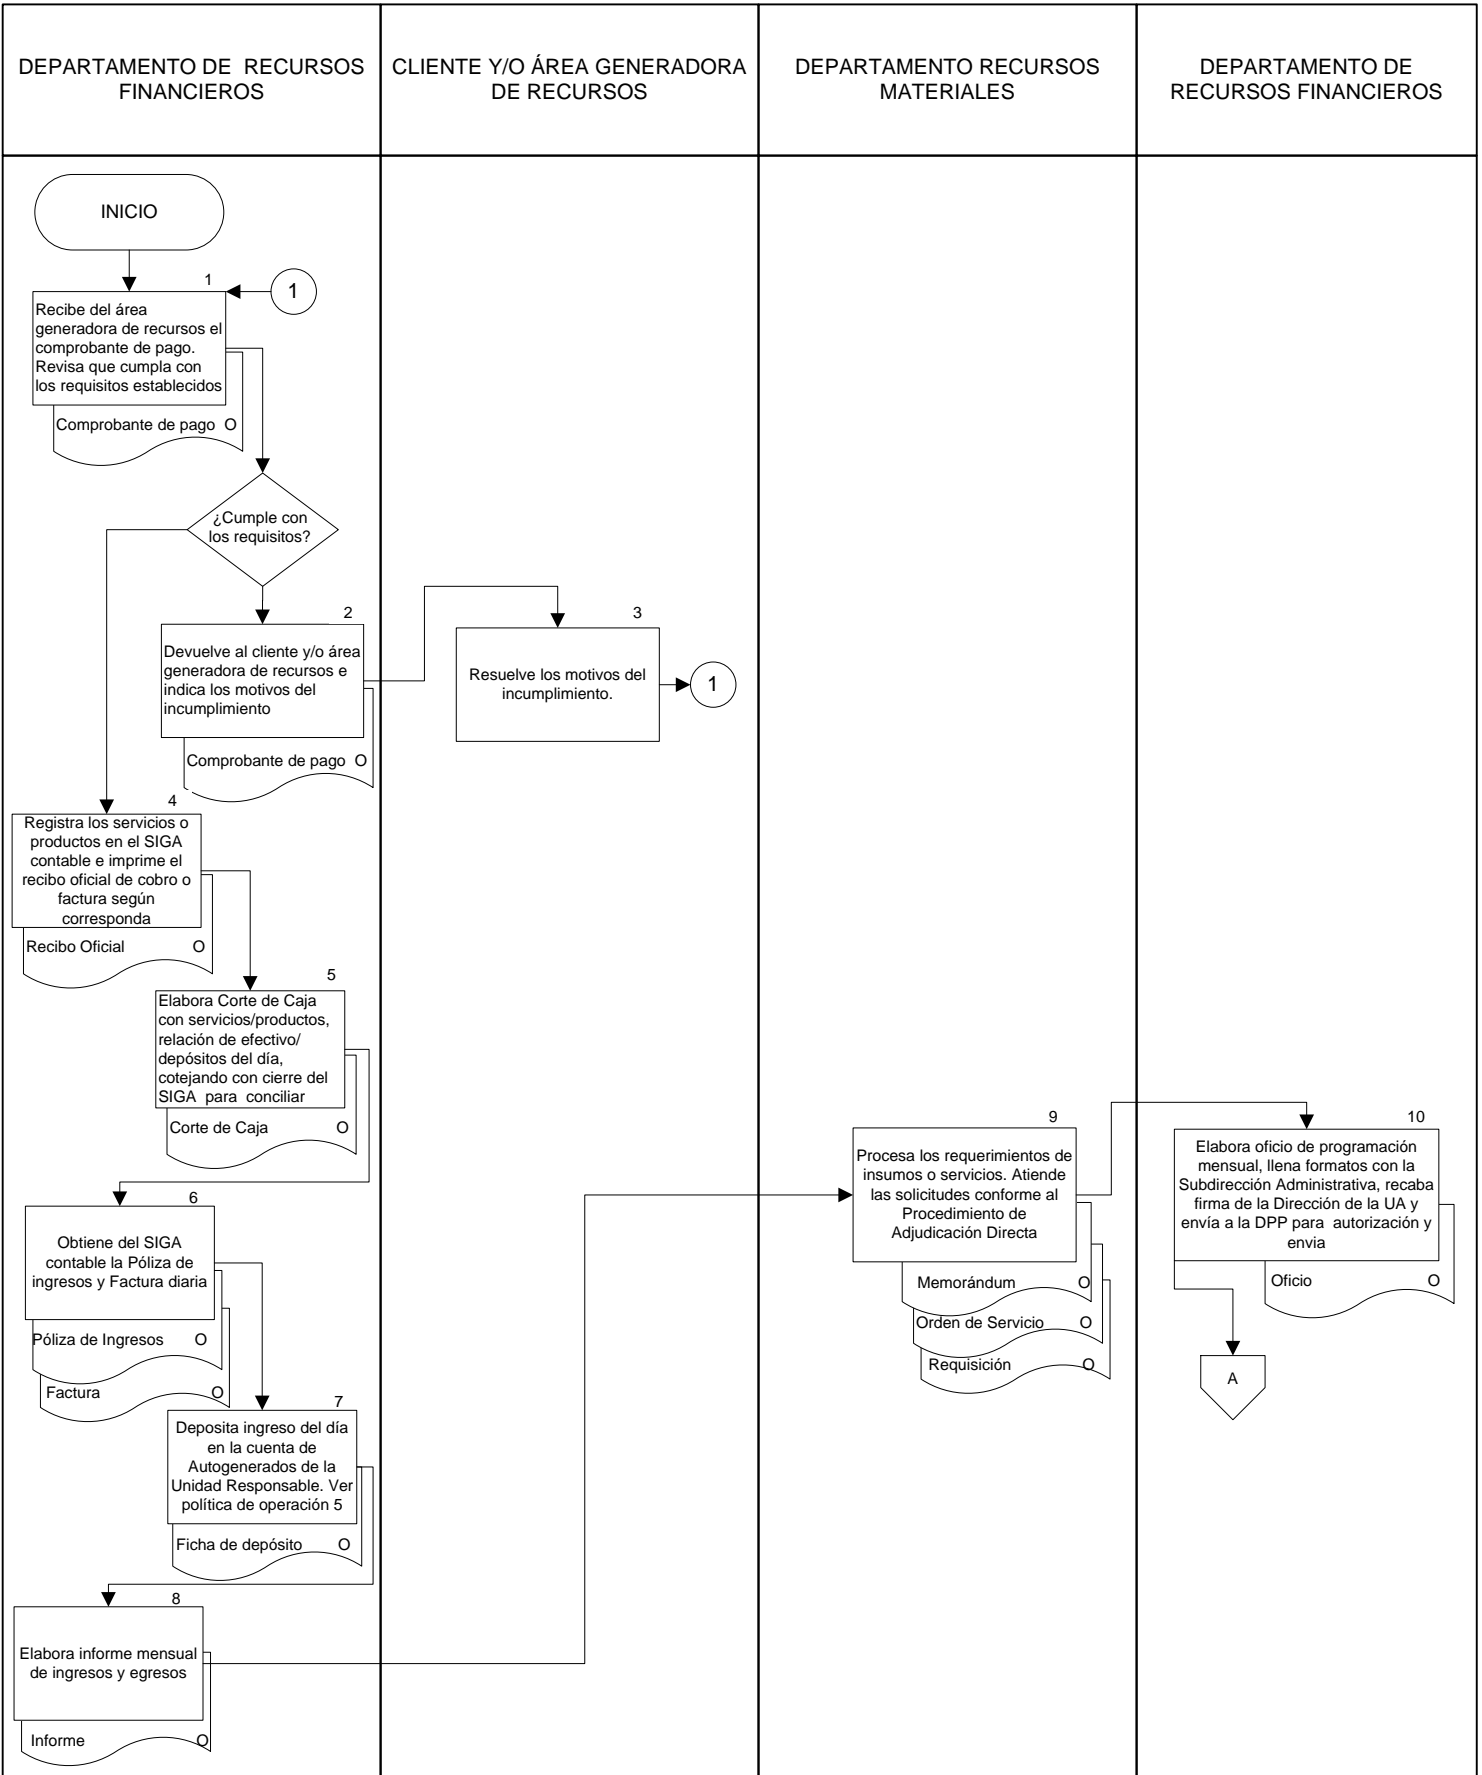 DEPARTAMENTO DE RECURSOS
FINANCIEROS
CLIENTE Y/O ÁREA GENERADORA
DE RECURSOS
DEPARTAMENTO RECURSOS
MATERIALES
DEPARTAMENTO DE
RECURSOS FINANCIEROS
INICIO
1
1
Recibe del área
generadora de recursos el
comprobante de pago.
Revisa que cumpla con
los requisitos establecidos
Comprobante de pago O
¿Cumple con
los requisitos?
2
Devuelve al cliente y/o área
generadora de recursos e
indica los motivos del
incumplimiento
Comprobante de pago O
3
Resuelve los motivos del
incumplimiento.
1
4
Registra los servicios o
productos en el SIGA
contable e imprime el
recibo oficial de cobro o
factura según
corresponda
Recibo Oficial O
5
Elabora Corte de Caja
con servicios/productos,
relación de efectivo/
depósitos del día,
cotejando con cierre del
SIGA para conciliar
Corte de Caja O
6
Obtiene del SIGA
contable la Póliza de
ingresos y Factura diaria
Póliza de Ingresos O
Factura O
7
Deposita ingreso del día
en la cuenta de
Autogenerados de la
Unidad Responsable. Ver
política de operación 5
Ficha de depósito O
8
Elabora informe mensual
de ingresos y egresos
Informe O
9
Procesa los requerimientos de
insumos o servicios. Atiende
las solicitudes conforme al
Procedimiento de
Adjudicación Directa
Memorándum O
Orden de Servicio O
Requisición O
10
Elabora oficio de programación
mensual, llena formatos con la
Subdirección Administrativa, recaba
firma de la Dirección de la UA y
envía a la DPP para autorización y
envia
Oficio O
A